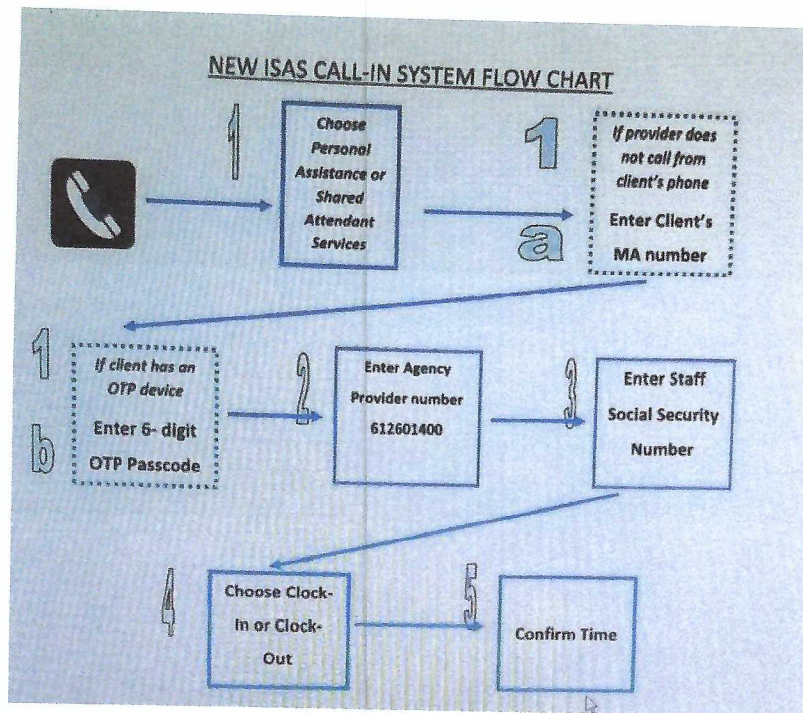 NEW ISAS CALL-IN SYSTEM FLOW CHART
1
Choose
Personal
Assistance or
Shared
Attendant
Services
1
a
If provider does
not call from
client's phone
Enter Client's
MA number
1
b
If client has an
OTP device
Enter 6- digit
OTP Passcode
2
Enter Agency
Provider number
612601400
3
Enter Staff
Social Security
Number
4
Choose Clock-
In or Clock-
Out
5
Confirm Time